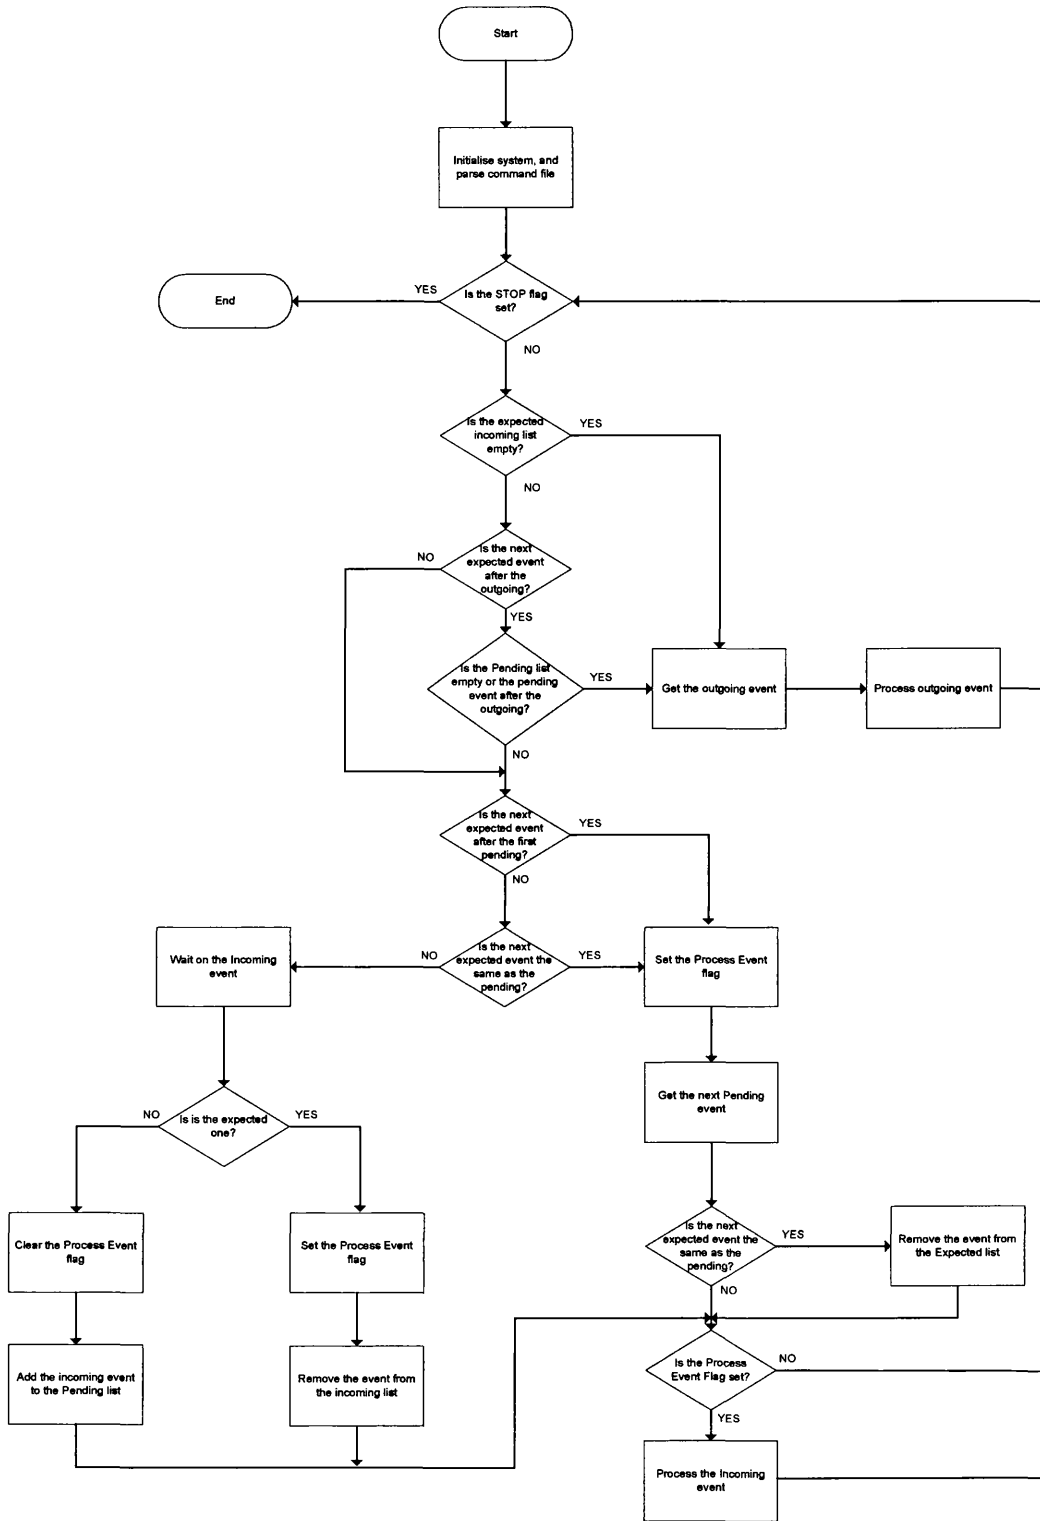 Start
Initialise system, and
parse command file
Is the STOP flag
set?
YES
End
NO
Is the expected
incoming list
empty?
YES
NO
Is the next
expected event
after the
outgoing?
NO
YES
Is the Pending list
empty or the pending
event after the
outgoing?
YES
Get the outgoing event
Process outgoing event
NO
Is the next
expected event
after the first
pending?
YES
NO
Is the next
expected event the
same as the
pending?
NO
YES
Wait on the Incoming
event
Set the Process Event
flag
Get the next Pending
event
Is is the expected
one?
NO
YES
Clear the Process Event
flag
Set the Process Event
flag
Is the next
expected event the
same as the
pending?
YES
Remove the event from
the Expected list
NO
Add the incoming event
to the Pending list
Remove the event from
the incoming list
Is the Process
Event Flag set?
NO
YES
Process the Incoming
event